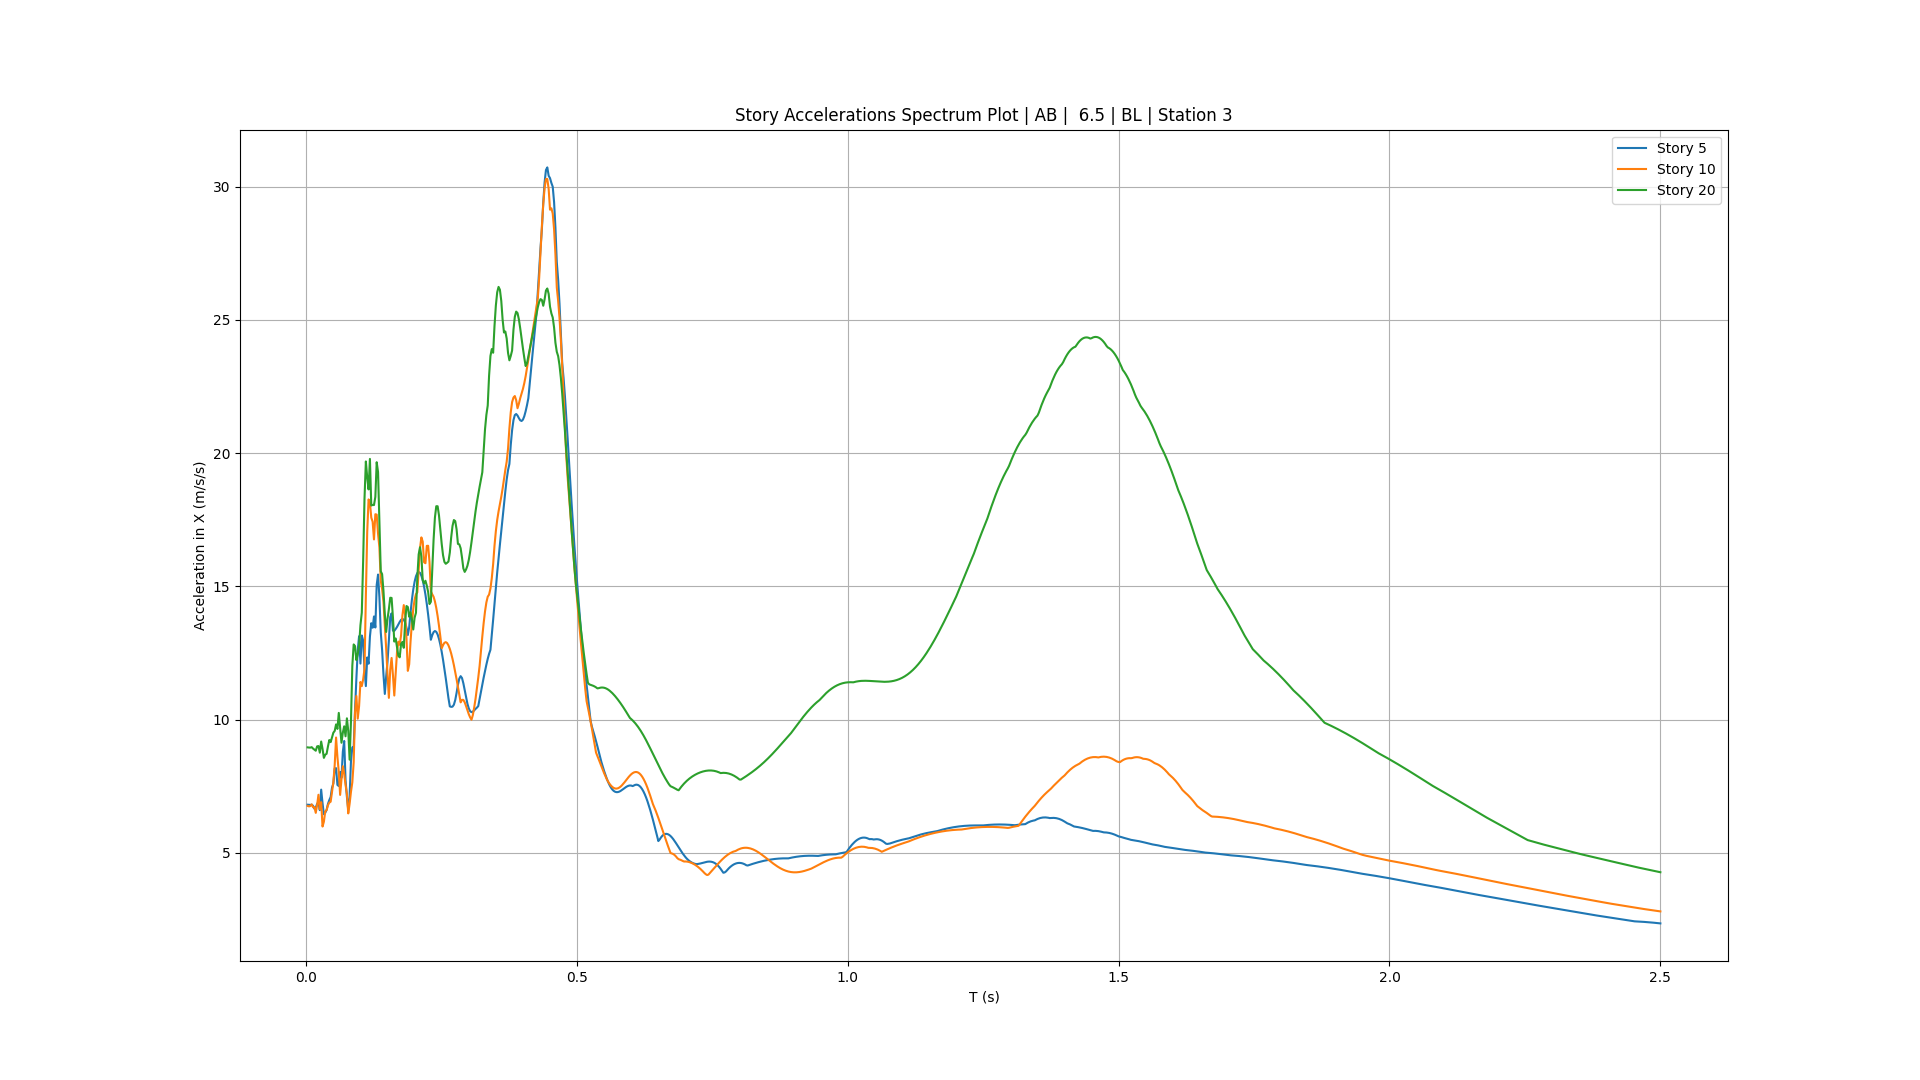 Story Accelerations Spectrum Plot | AB |  6.5 | BL | Station 3
Story 5
Story 10
Story 20
30
25
20
15
10
5
Acceleration in X (m/s/s)
0.0 0.5 1.0 1.5 2.0 2.5
T (s)